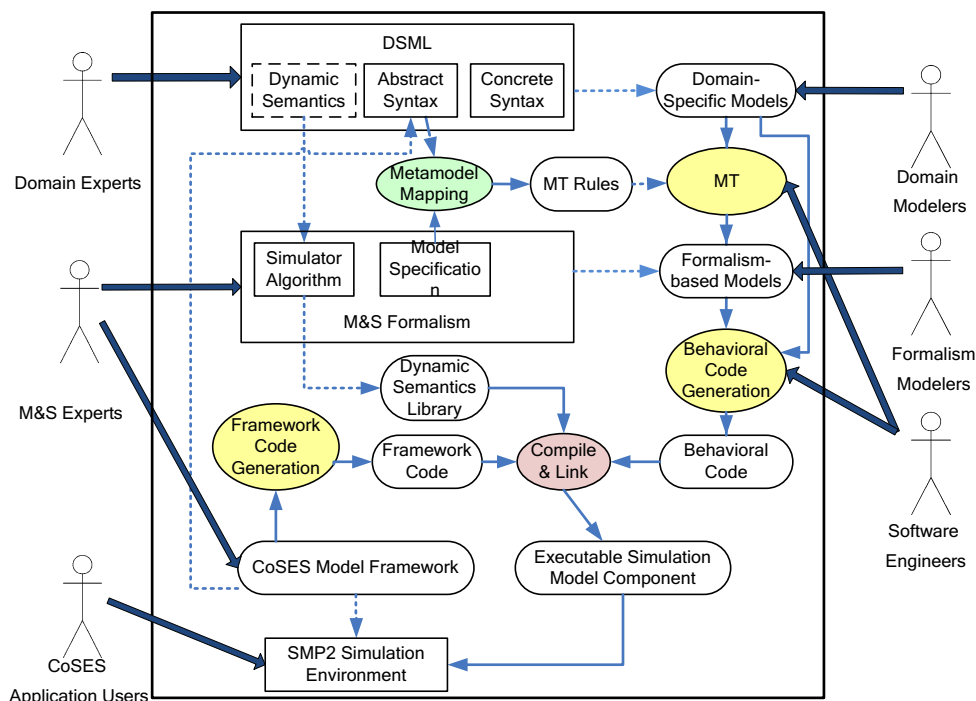 DSML
Dynamic
Semantics
Abstract
Syntax
Concrete
Syntax
Domain-
Specific Models
Domain Experts
Domain
Modelers
Metamodel
Mapping
MT Rules
MT
Simulator
Algorithm
Model
Specificatio
n
M&S Formalism
Formalism-
based Models
M&S Experts
Formalism
Modelers
Dynamic
Semantics
Library
Behavioral
Code
Generation
Framework
Code
Generation
Framework
Code
Compile
& Link
Behavioral
Code
Software
Engineers
CoSES Model Framework
Executable Simulation
Model Component
SMP2 Simulation
Environment
CoSES
Application Users